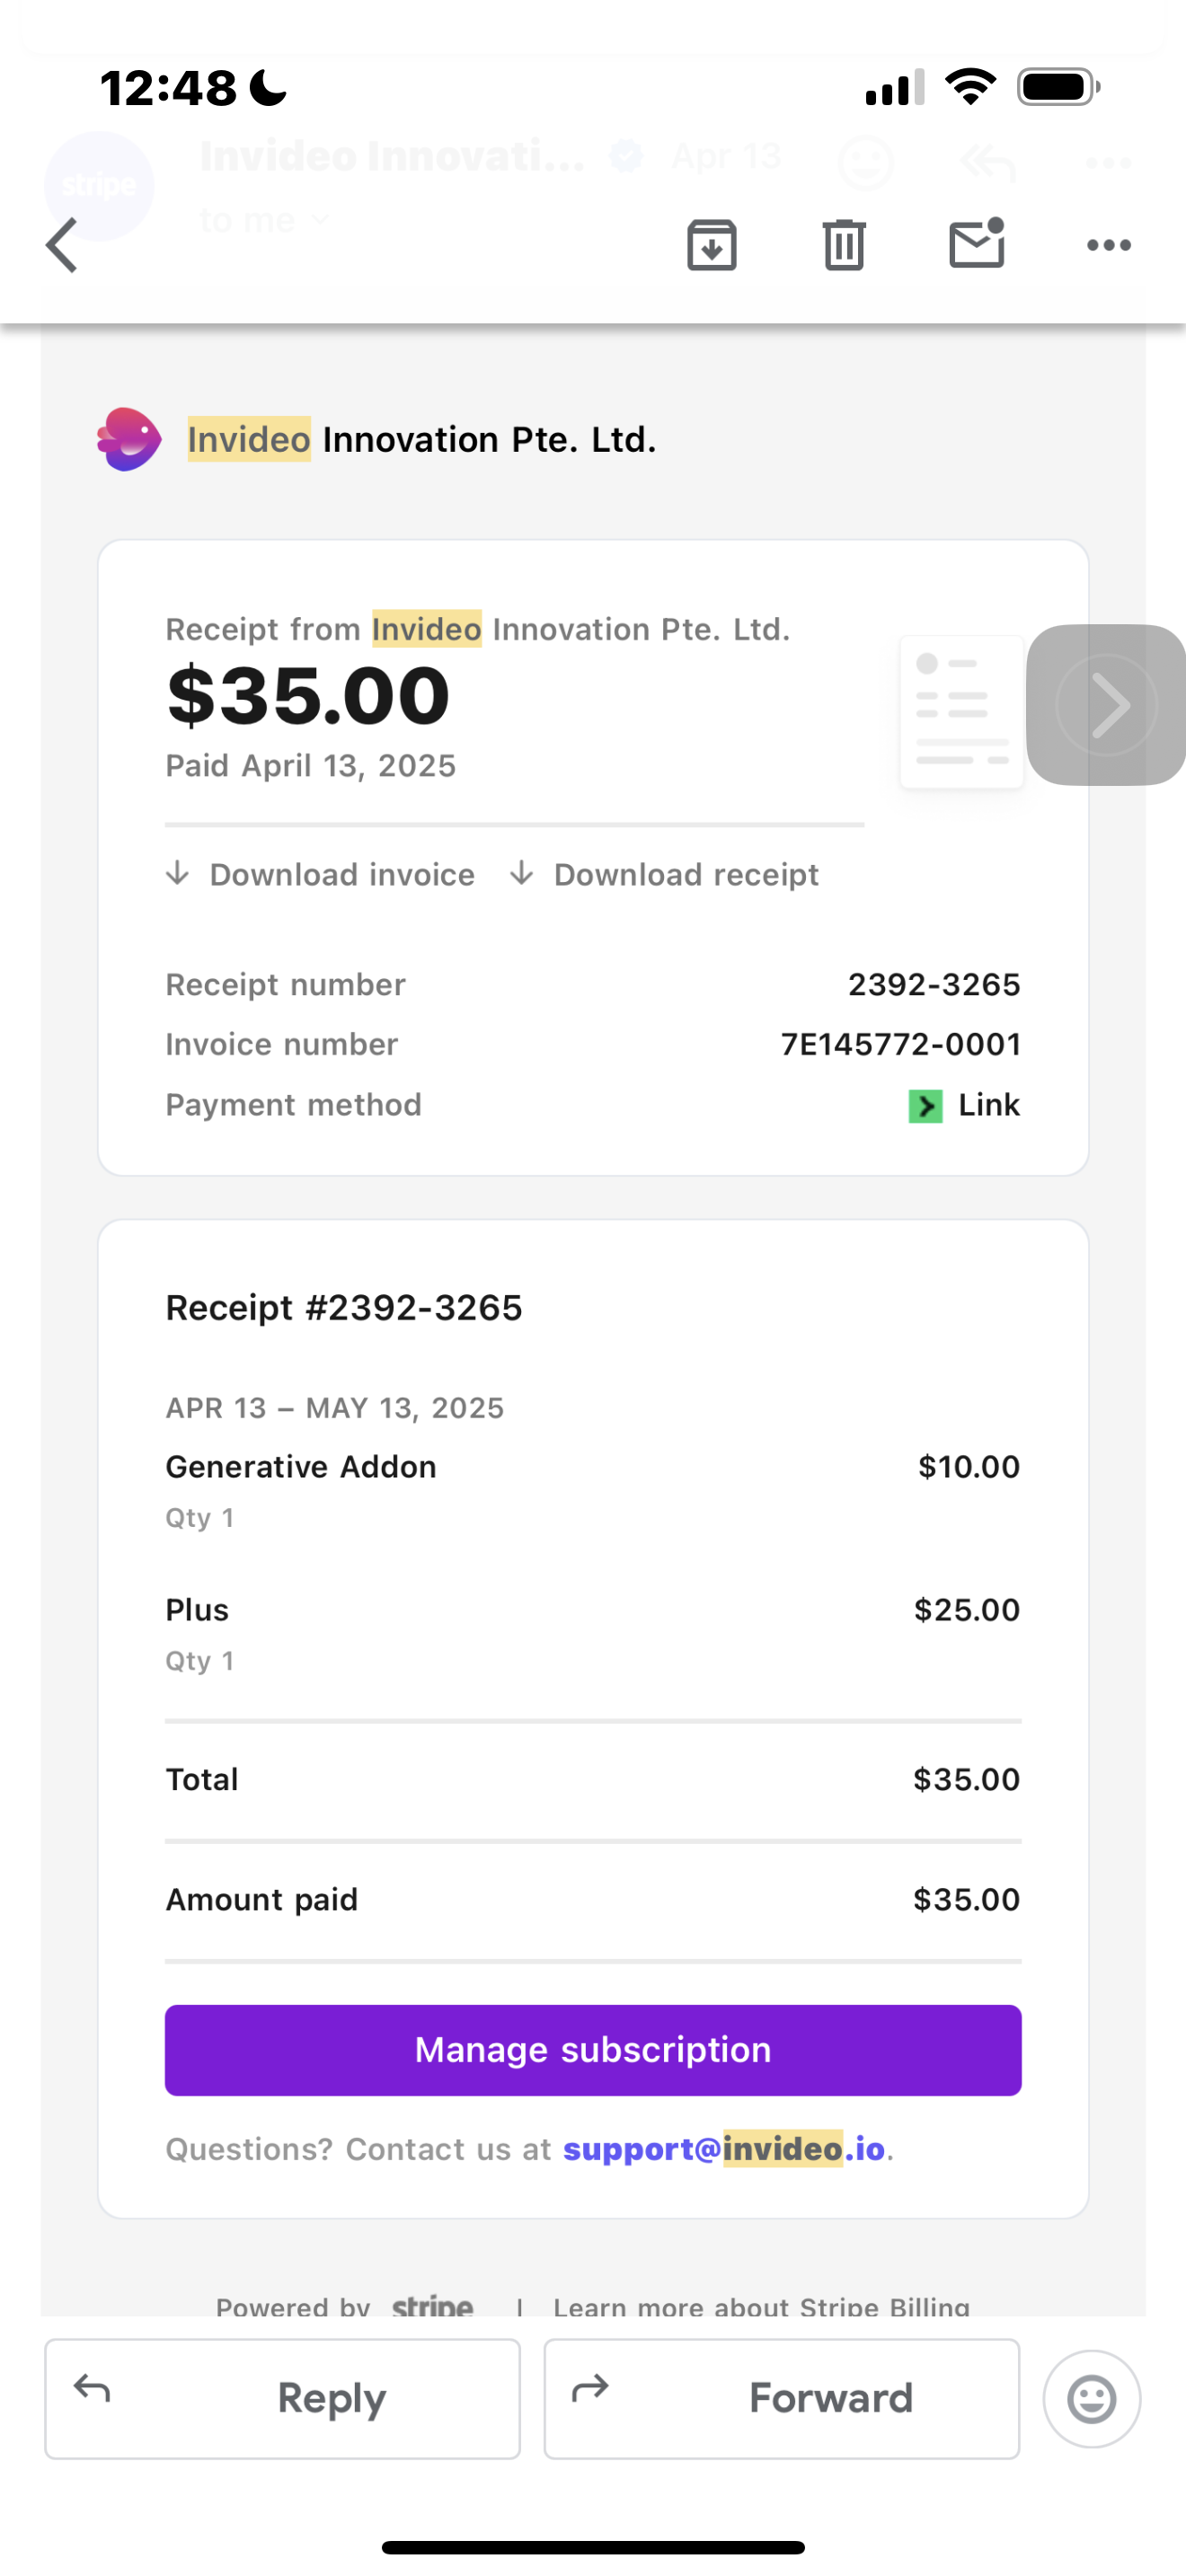 12:48
Invideo Innovati... Apr 13
stripe
to me
Invideo Innovation Pte. Ltd.
Receipt from Invideo Innovation Pte. Ltd.
$35.00
Paid April 13, 2025
Download invoice Download receipt
Receipt number 2392-3265
Invoice number 7E145772-0001
Payment method Link
Receipt #2392-3265
APR 13 – MAY 13, 2025
Generative Addon $10.00
Qty 1
Plus $25.00
Qty 1
Total $35.00
Amount paid $35.00
Manage subscription
Questions? Contact us at support@invideo.io.
Powered by stripe | Learn more about Stripe Billing
Reply Forward